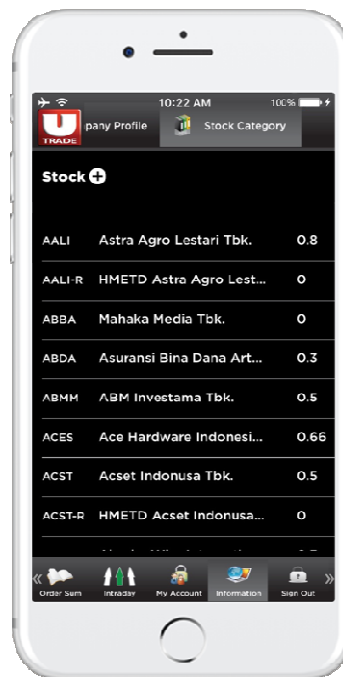 10:22 AM 100%
U TRADE pany Profile Stock Category
Stock
AALI Astra Agro Lestari Tbk. 0.8
AALI-R HMETD Astra Agro Lest... 0
ABBA Mahaka Media Tbk. 0
ABDA Asuransi Bina Dana Art... 0.3
ABMM ABM Investama Tbk. 0.5
ACES Ace Hardware Indonesi... 0.66
ACST Acset Indonusa Tbk. 0.5
ACST-R HMETD Acset Indonusa... 0
« Order Sum Intraday My Account Information Sign Out »